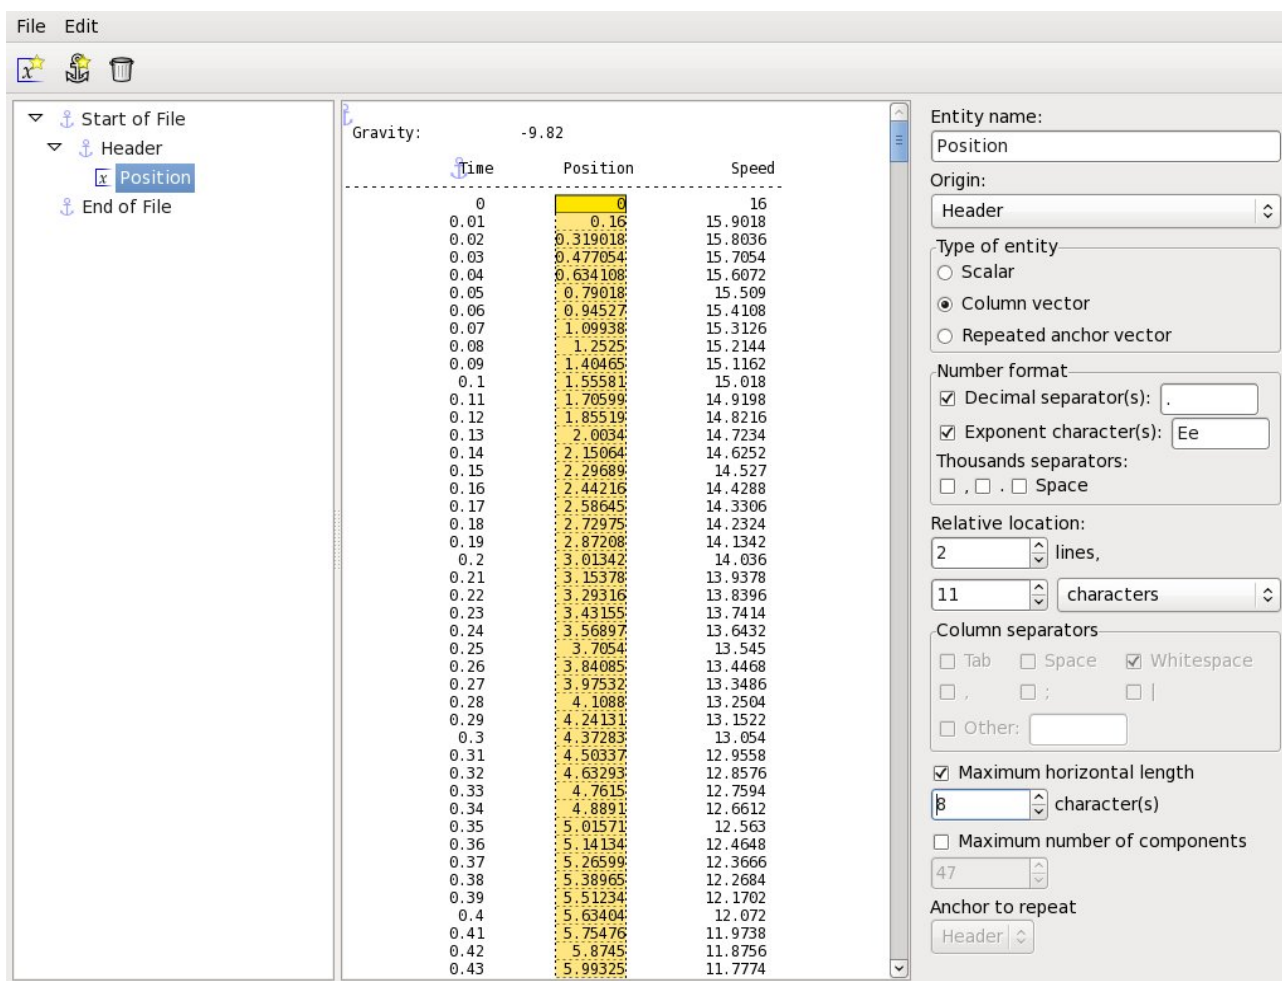 File Edit
Start of File
Header
x Position
End of File
Gravity: -9.82
Time Position Speed
--------------------------------------------------------
0 0 16
0.01 0.16 15.9018
0.02 0.319018 15.8036
0.03 0.477054 15.7054
0.04 0.634108 15.6072
0.05 0.79018 15.509
0.06 0.94527 15.4108
0.07 1.09938 15.3126
0.08 1.2525 15.2144
0.09 1.40465 15.1162
0.1 1.55581 15.018
0.11 1.70599 14.9198
0.12 1.85519 14.8216
0.13 2.0034 14.7234
0.14 2.15064 14.6252
0.15 2.29689 14.527
0.16 2.44216 14.4288
0.17 2.58645 14.3306
0.18 2.72975 14.2324
0.19 2.87208 14.1342
0.2 3.01342 14.036
0.21 3.15378 13.9378
0.22 3.29316 13.8396
0.23 3.43155 13.7414
0.24 3.56897 13.6432
0.25 3.7054 13.545
0.26 3.84085 13.4468
0.27 3.97532 13.3486
0.28 4.1088 13.2504
0.29 4.24131 13.1522
0.3 4.37283 13.054
0.31 4.50337 12.9558
0.32 4.63293 12.8576
0.33 4.7615 12.7594
0.34 4.8891 12.6612
0.35 5.01571 12.563
0.36 5.14134 12.4648
0.37 5.26599 12.3666
0.38 5.38965 12.2684
0.39 5.51234 12.1702
0.4 5.63404 12.072
0.41 5.75476 11.9738
0.42 5.8745 11.8756
0.43 5.99325 11.7774
Entity name:
Position
Origin:
Header
Type of entity
Scalar
Column vector
Repeated anchor vector
Number format
Decimal separator(s): .
Exponent character(s): Ee
Thousands separators:
, . Space
Relative location:
2 lines,
11 characters
Column separators
Tab Space Whitespace
, ; |
Other:
Maximum horizontal length
8 character(s)
Maximum number of components
47
Anchor to repeat
Header